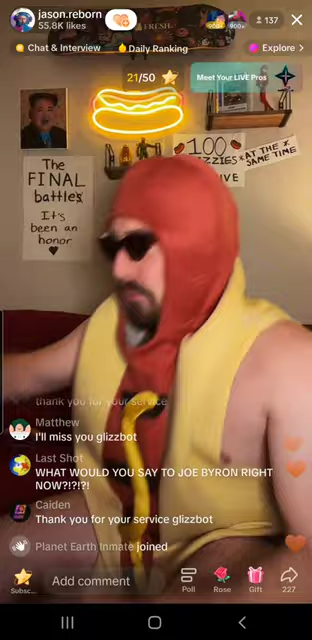 jason.reborn
55.8K likes
137
Chat & Interview
Daily Ranking
Explore >
FRESH
21/50
Meet Your LIVE Pros
100
GLIZZIES
LIVE
*AT THE *
SAME TIME
The
FINAL
battles
It's
been an
honor
thank you for your service
Matthew
I'll miss you glizzbot
Last Shot
WHAT WOULD YOU SAY TO JOE BYRON RIGHT
NOW?!?!?!
Caiden
Thank you for your service glizzbot
Planet Earth Inmate joined
Subsc...
Add comment
Poll
Rose
Gift
227